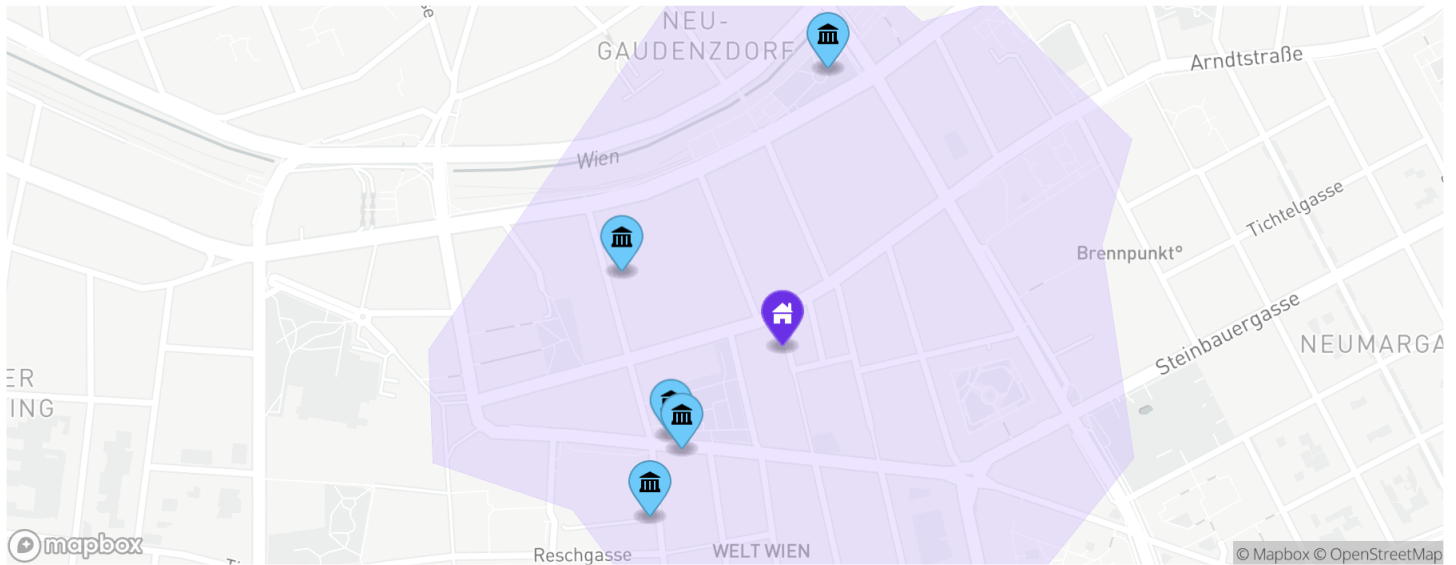 NEU-
GAUDENZDORF
Arndtstraße
Wien
Tichtelgasse
Brennpunkt°
Steinbauergasse
NEUMARGA
ER
ING
Reschgasse
WELT WIEN
mapbox
© Mapbox © OpenStreetMap